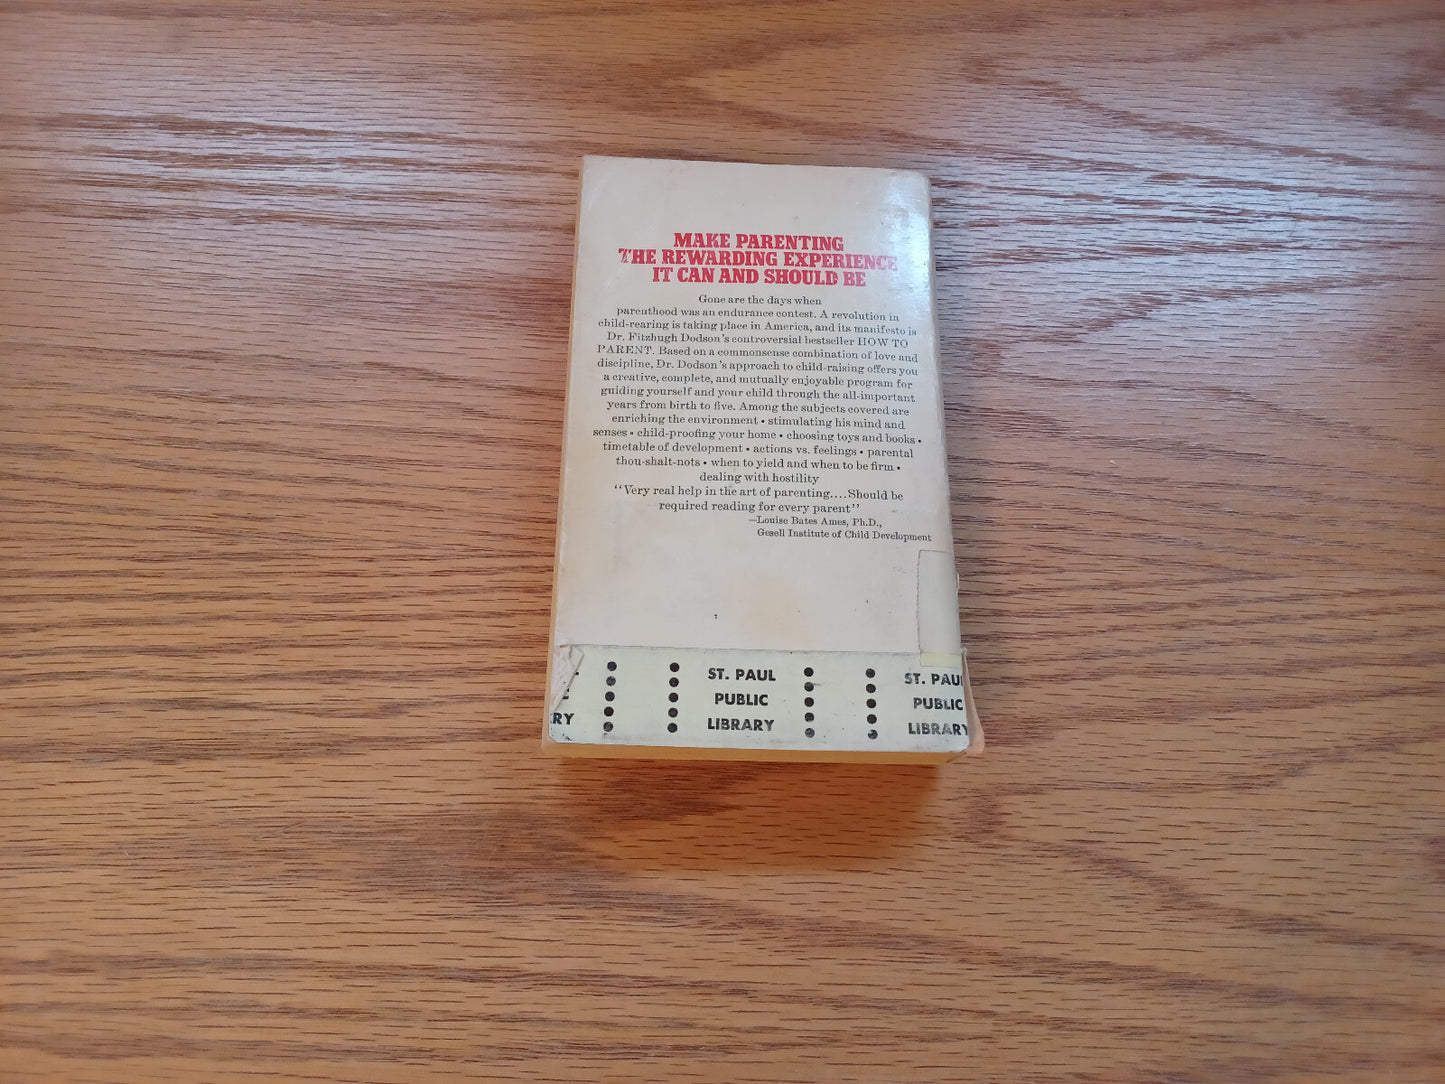 MAKE PARENTING
THE REWARDING EXPERIENCE
IT CAN AND SHOULD BE
Gone are the days when
parenthood was an endurance contest. A revolution in
child-rearing is taking place in America, and its manifesto is
Dr. Fitzhugh Dodson's controversial bestseller HOW TO
PARENT. Based on a commonsense combination of love and
discipline, Dr. Dodson's approach to child-raising offers you
a creative, complete, and mutually enjoyable program for
guiding yourself and your child through the all-important
years from birth to five. Among the subjects covered are
enriching the environment • stimulating his mind and
senses • child-proofing your home • choosing toys and books •
timetable of development • actions vs. feelings • parental
thou-shalt-nots • when to yield and when to be firm •
dealing with hostility
"Very real help in the art of parenting....Should be
required reading for every parent"
—Louise Bates Ames, Ph.D.,
Gesell Institute of Child Development
ST. PAUL
PUBLIC
LIBRARY
ST. PAU
PUBLIC
LIBRARY
RY